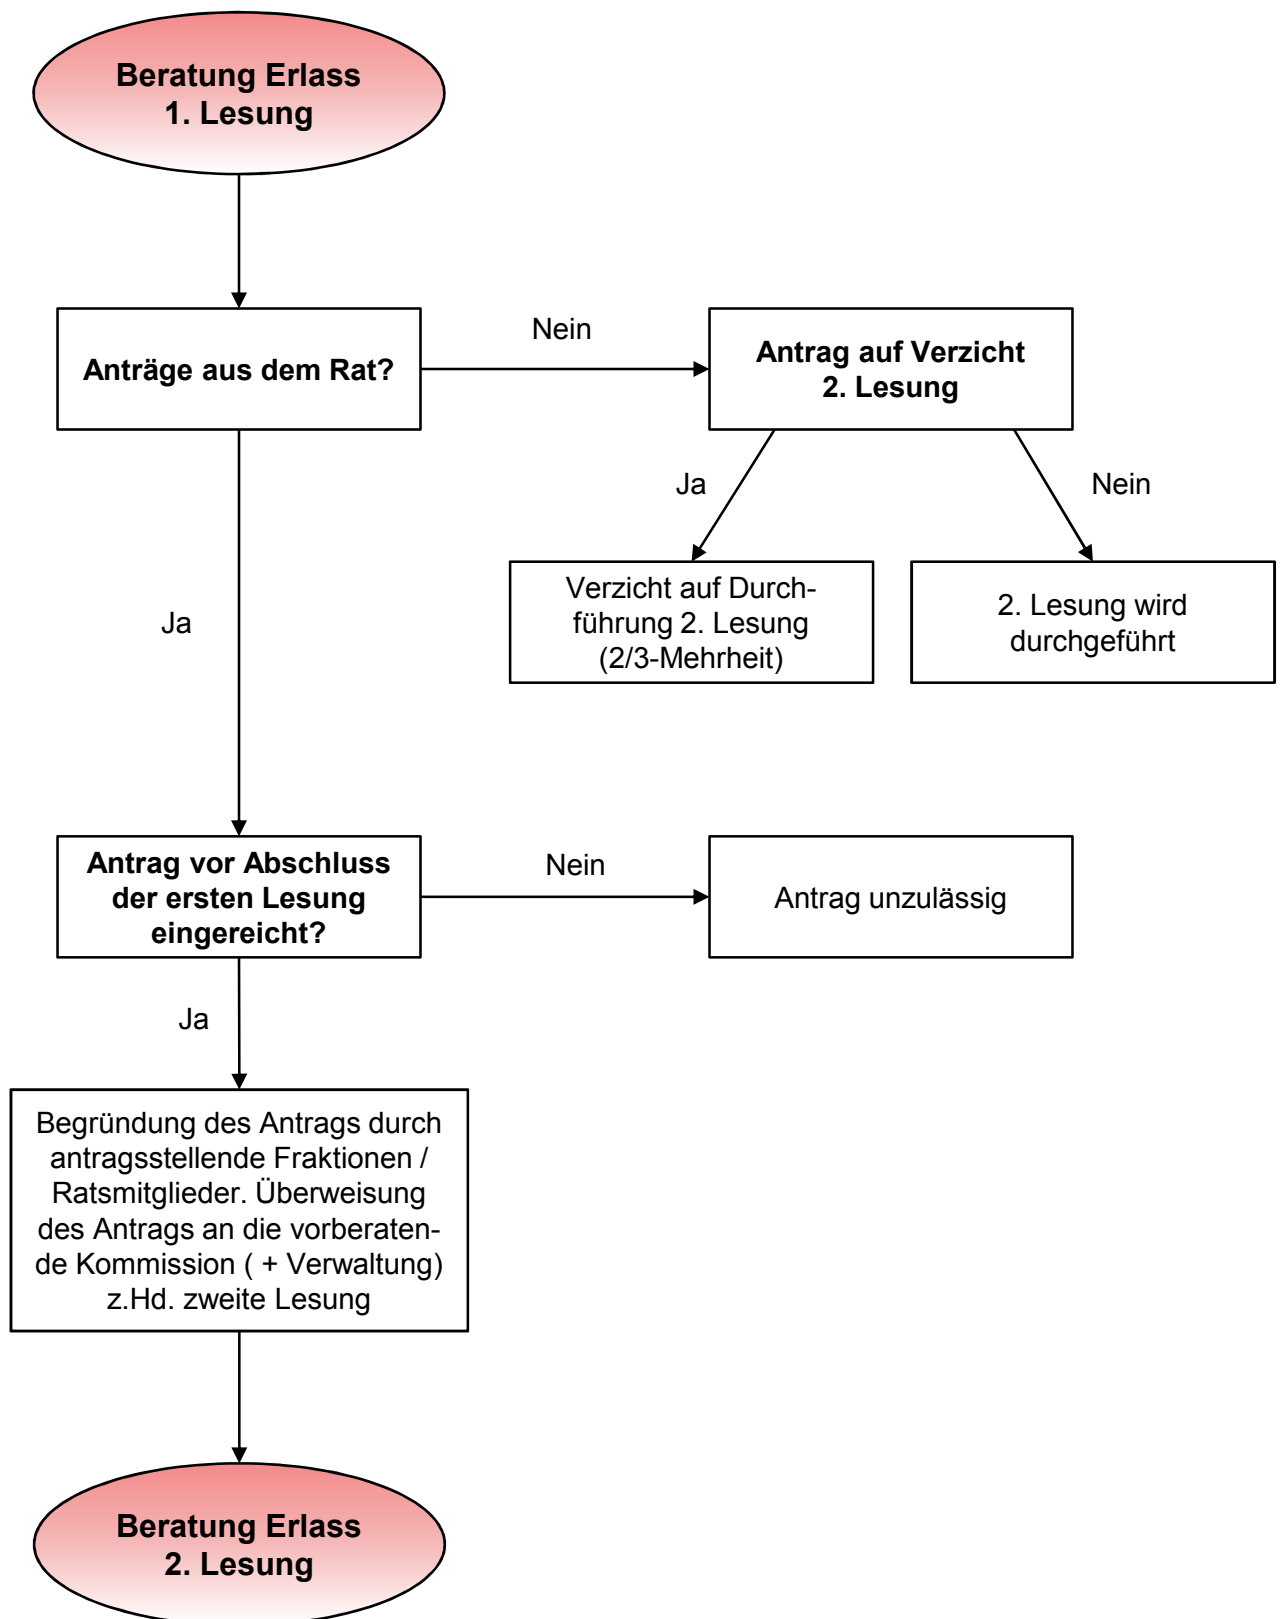 Beratung Erlass
1. Lesung
Anträge aus dem Rat?
Nein
Antrag auf Verzicht
2. Lesung
Ja
Nein
Verzicht auf Durch-
führung 2. Lesung
(2/3-Mehrheit)
2. Lesung wird
durchgeführt
Ja
Antrag vor Abschluss
der ersten Lesung
eingereicht?
Nein
Antrag unzulässig
Ja
Begründung des Antrags durch
antragsstellende Fraktionen /
Ratsmitglieder. Überweisung
des Antrags an die vorberaten-
de Kommission ( + Verwaltung)
z.Hd. zweite Lesung
Beratung Erlass
2. Lesung